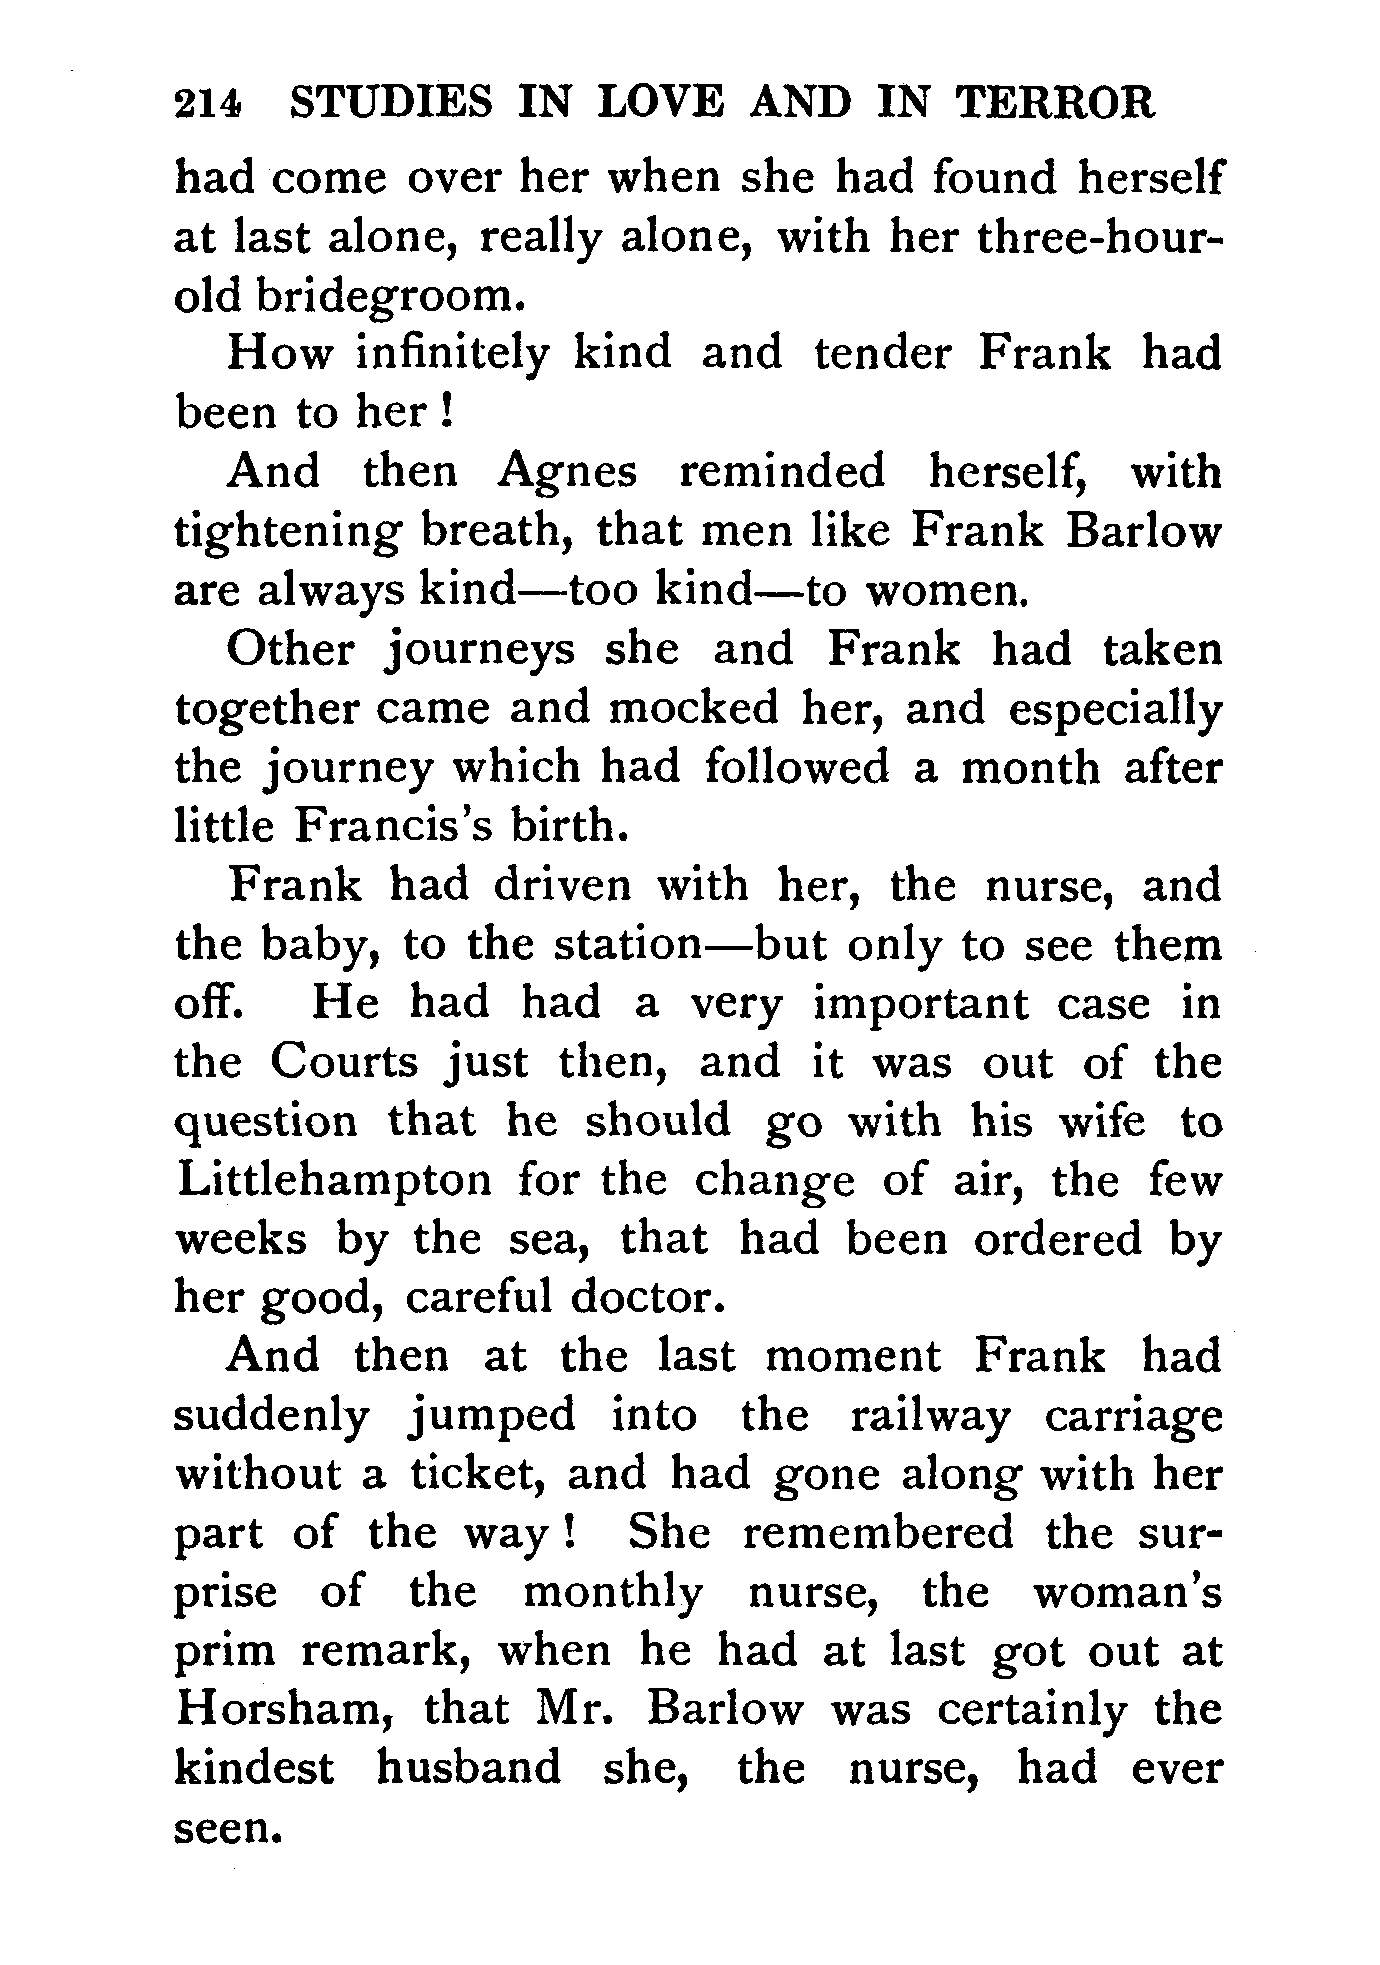 214 STUDIES IN LOVE AND IN TERROR
had come over her when she had found herself
at last alone, really alone, with her three-hour-
old bridegroom.
How infinitely kind and tender Frank had
been to her !
And then Agnes reminded herself, with
tightening breath, that men like Frank Barlow
are always kind—too kind—to women.
Other journeys she and Frank had taken
together came and mocked her, and especially
the journey which had followed a month after
little Francis's birth.
Frank had driven with her, the nurse, and
the baby, to the station—but only to see them
off. He had had a very important case in
the Courts just then, and it was out of the
question that he should go with his wife to
Littlehampton for the change of air, the few
weeks by the sea, that had been ordered by
her good, careful doctor.
And then at the last moment Frank had
suddenly jumped into the railway carriage
without a ticket, and had gone along with her
part of the way ! She remembered the sur-
prise of the monthly nurse, the woman's
prim remark, when he had at last got out at
Horsham, that Mr. Barlow was certainly the
kindest husband she, the nurse, had ever
seen.